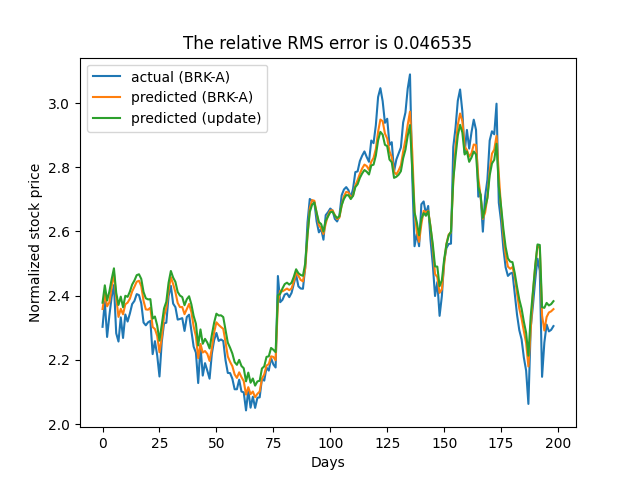 The relative RMS error is 0.046535
actual (BRK-A)
predicted (BRK-A)
predicted (update)
Normalized stock price
3.0
2.8
2.6
2.4
2.2
2.0
0 25 50 75 100 125 150 175 200
Days